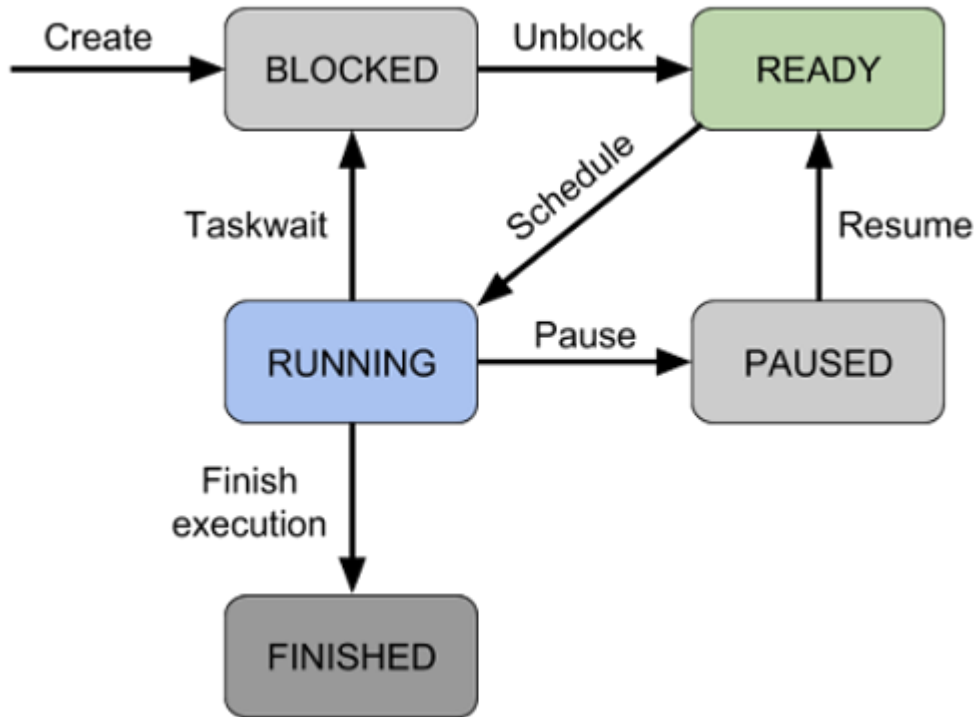 Create
BLOCKED
Unblock
READY
Schedule
Taskwait
Resume
RUNNING
Pause
PAUSED
Finish
execution
FINISHED